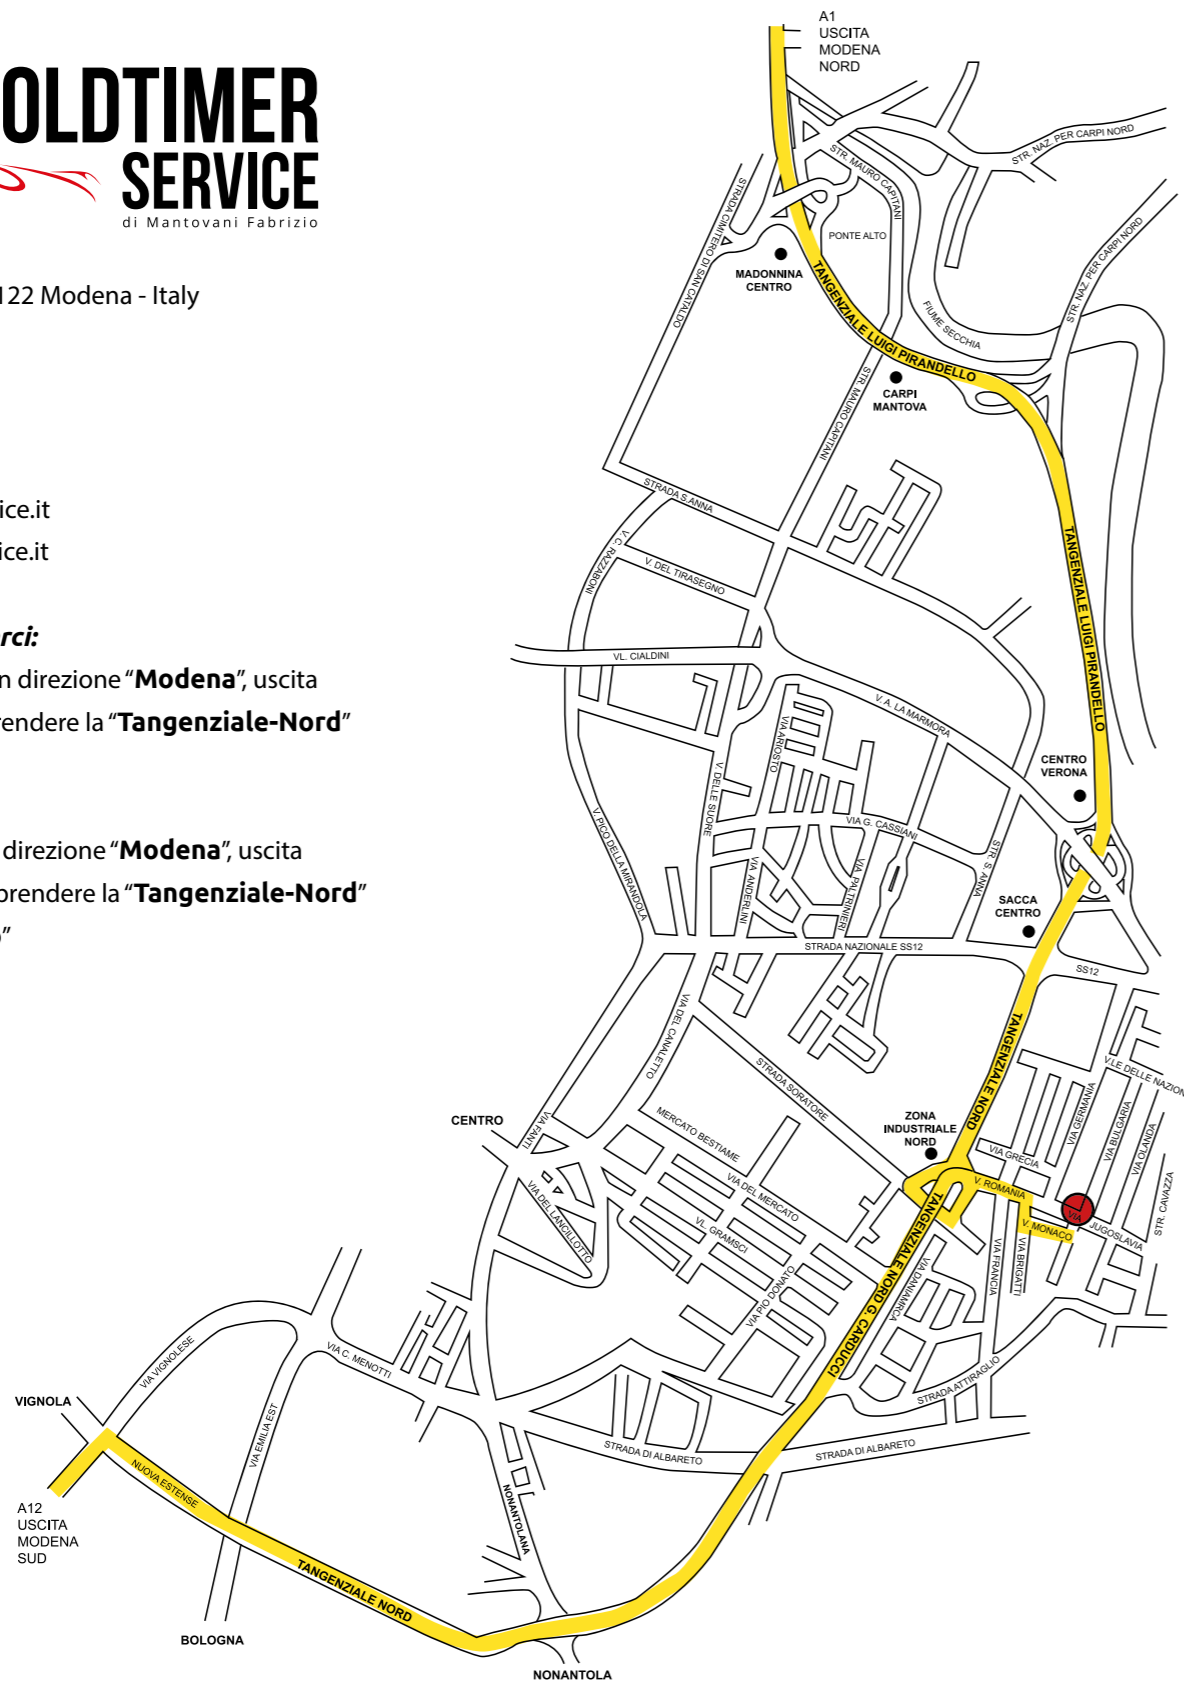 OLDTIMER
SERVICE
di Mantovani Fabrizio
122 Modena - Italy
ice.it
ice.it
rci:
n direzione “Modena”, uscita
rendere la “Tangenziale-Nord”
direzione “Modena”, uscita
prendere la “Tangenziale-Nord”
”
A1
USCITA
MODENA
NORD
STR. NAZ. PER CARPI NORD
STR. MAURO CAPITANI
STRADA CIMITERO DI SAN CATALDO
PONTE ALTO
STR. NAZ. PER CARPI NORD
MADONNINA
CENTRO
TANGENZIALE LUIGI PIRANDELLO
FIUME SECCHIA
CARPI
MANTOVA
STR. MAURO CAPITANI
STRADA S.ANNA
V. C. RAZZABONI
V. DEL TIRASEGNO
TANGENZIALE LUIGI PIRANDELLO
VL. CIALDINI
V. A. LA MARMORA
VIA ARIOSTO
V. DELLE SUORE
CENTRO
VERONA
V. PICO DELLA MIRANDOLA
VIA G. CASSIANI
VIA ANDERLINI
VIA PALTRINIERI
STR. S. ANNA
SACCA
CENTRO
STRADA NAZIONALE SS12
SS12
VIA DEL CANALETTO
STRADA SORATORE
TANGENZIALE NORD
V.LE DELLE NAZION
VIA GERMANIA
VIA BULGARIA
VIA OLANDA
STR. CAVAZZA
CENTRO
VIA FANTI
MERCATO BESTIAME
VIA DEL MERCATO
ZONA
INDUSTRIALE
NORD
VIA GRECIA
V. ROMANIA
V. MONACO
VIA
JUGOSLAVIA
VIA DEL LANCILLOTTO
VL. GRAMSCI
VIA PIO DONATO
TANGENZIALE NORD G. CARDUCCI
VIA DANIAMRCA
VIA FRANCIA
VIA BRIGATTI
STRADA ATTIRAGLIO
VIA VIGNOLESE
VIA C. MENOTTI
VIGNOLA
VIA EMILIA EST
STRADA DI ALBARETO
STRADA DI ALBARETO
NUOVA ESTENSE
A12
USCITA
MODENA
SUD
NONANTOLANA
TANGENZIALE NORD
BOLOGNA
NONANTOLA